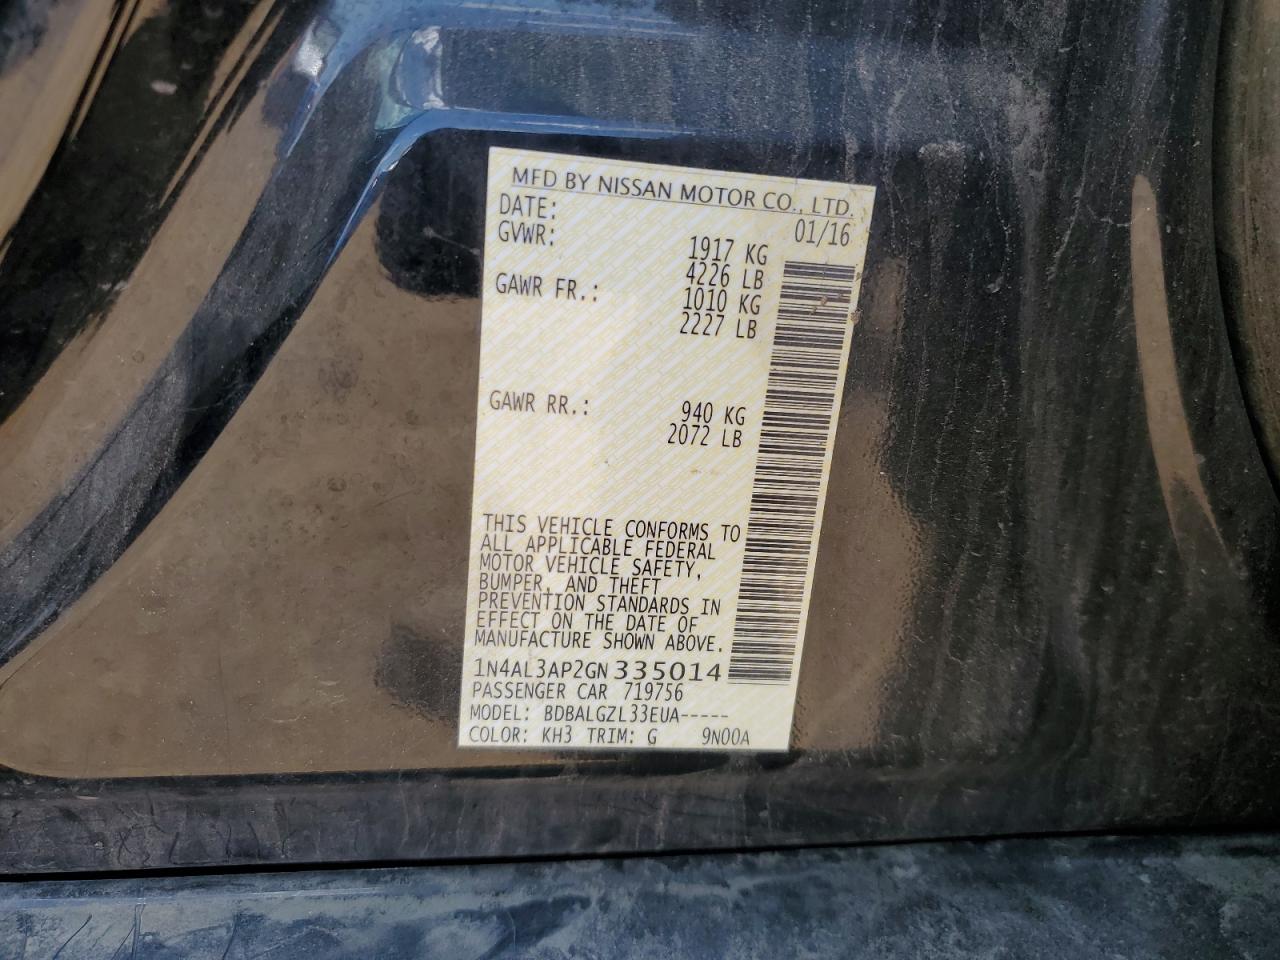 MFD BY NISSAN MOTOR CO., LTD.
DATE: 01/16
GVWR: 1917 KG
4226 LB
GAWR FR.: 1010 KG
2227 LB
GAWR RR.: 940 KG
2072 LB
THIS VEHICLE CONFORMS TO
ALL APPLICABLE FEDERAL
MOTOR VEHICLE SAFETY,
BUMPER, AND THEFT
PREVENTION STANDARDS IN
EFFECT ON THE DATE OF
MANUFACTURE SHOWN ABOVE.
1N4AL3AP2GN335014
PASSENGER CAR 719756
MODEL: BDBALGZL33EUA-----
COLOR: KH3 TRIM: G 9N00A